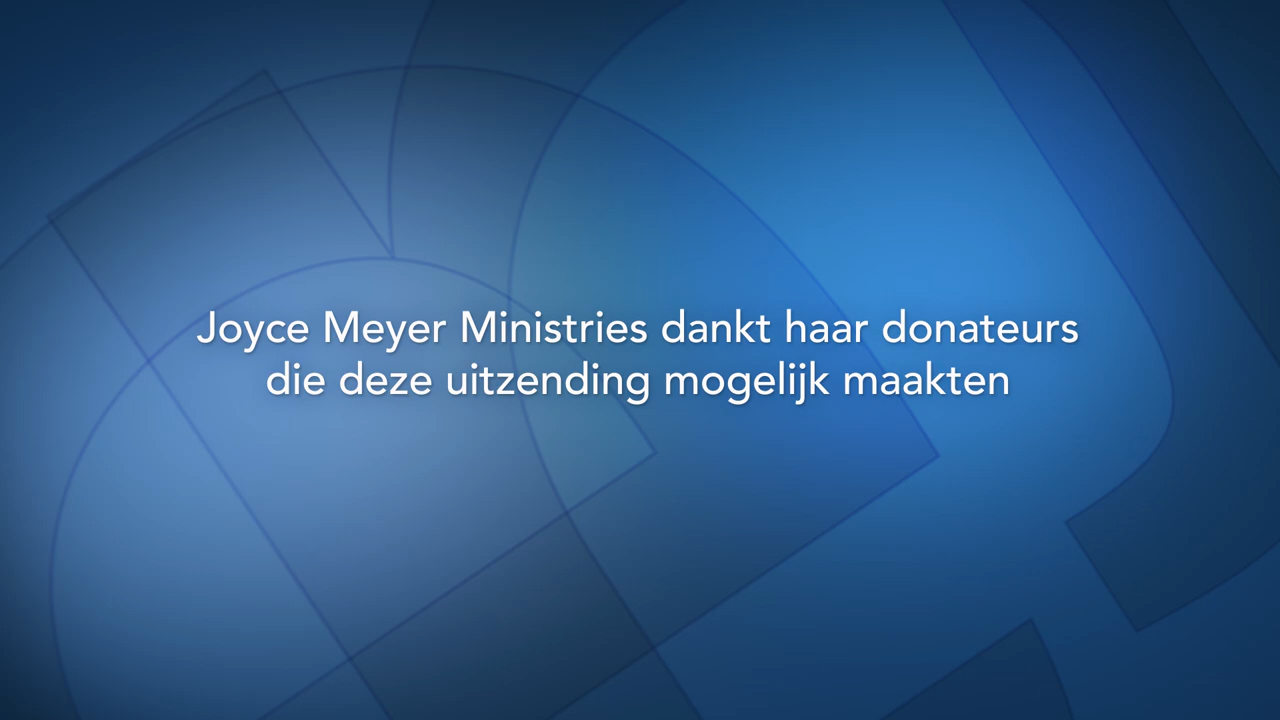 Joyce Meyer Ministries dankt haar donateurs
die deze uitzending mogelijk maakten